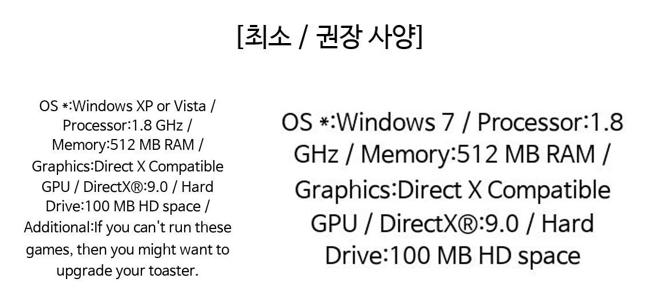 [최소 / 권장 사양]
OS *:Windows XP or Vista /
Processor:1.8 GHz /
Memory:512 MB RAM /
Graphics:Direct X Compatible
GPU / DirectX®:9.0 / Hard
Drive:100 MB HD space /
Additional:If you can't run these
games, then you might want to
upgrade your toaster.
OS *:Windows 7 / Processor:1.8
GHz / Memory:512 MB RAM /
Graphics:Direct X Compatible
GPU / DirectX®:9.0 / Hard
Drive:100 MB HD space